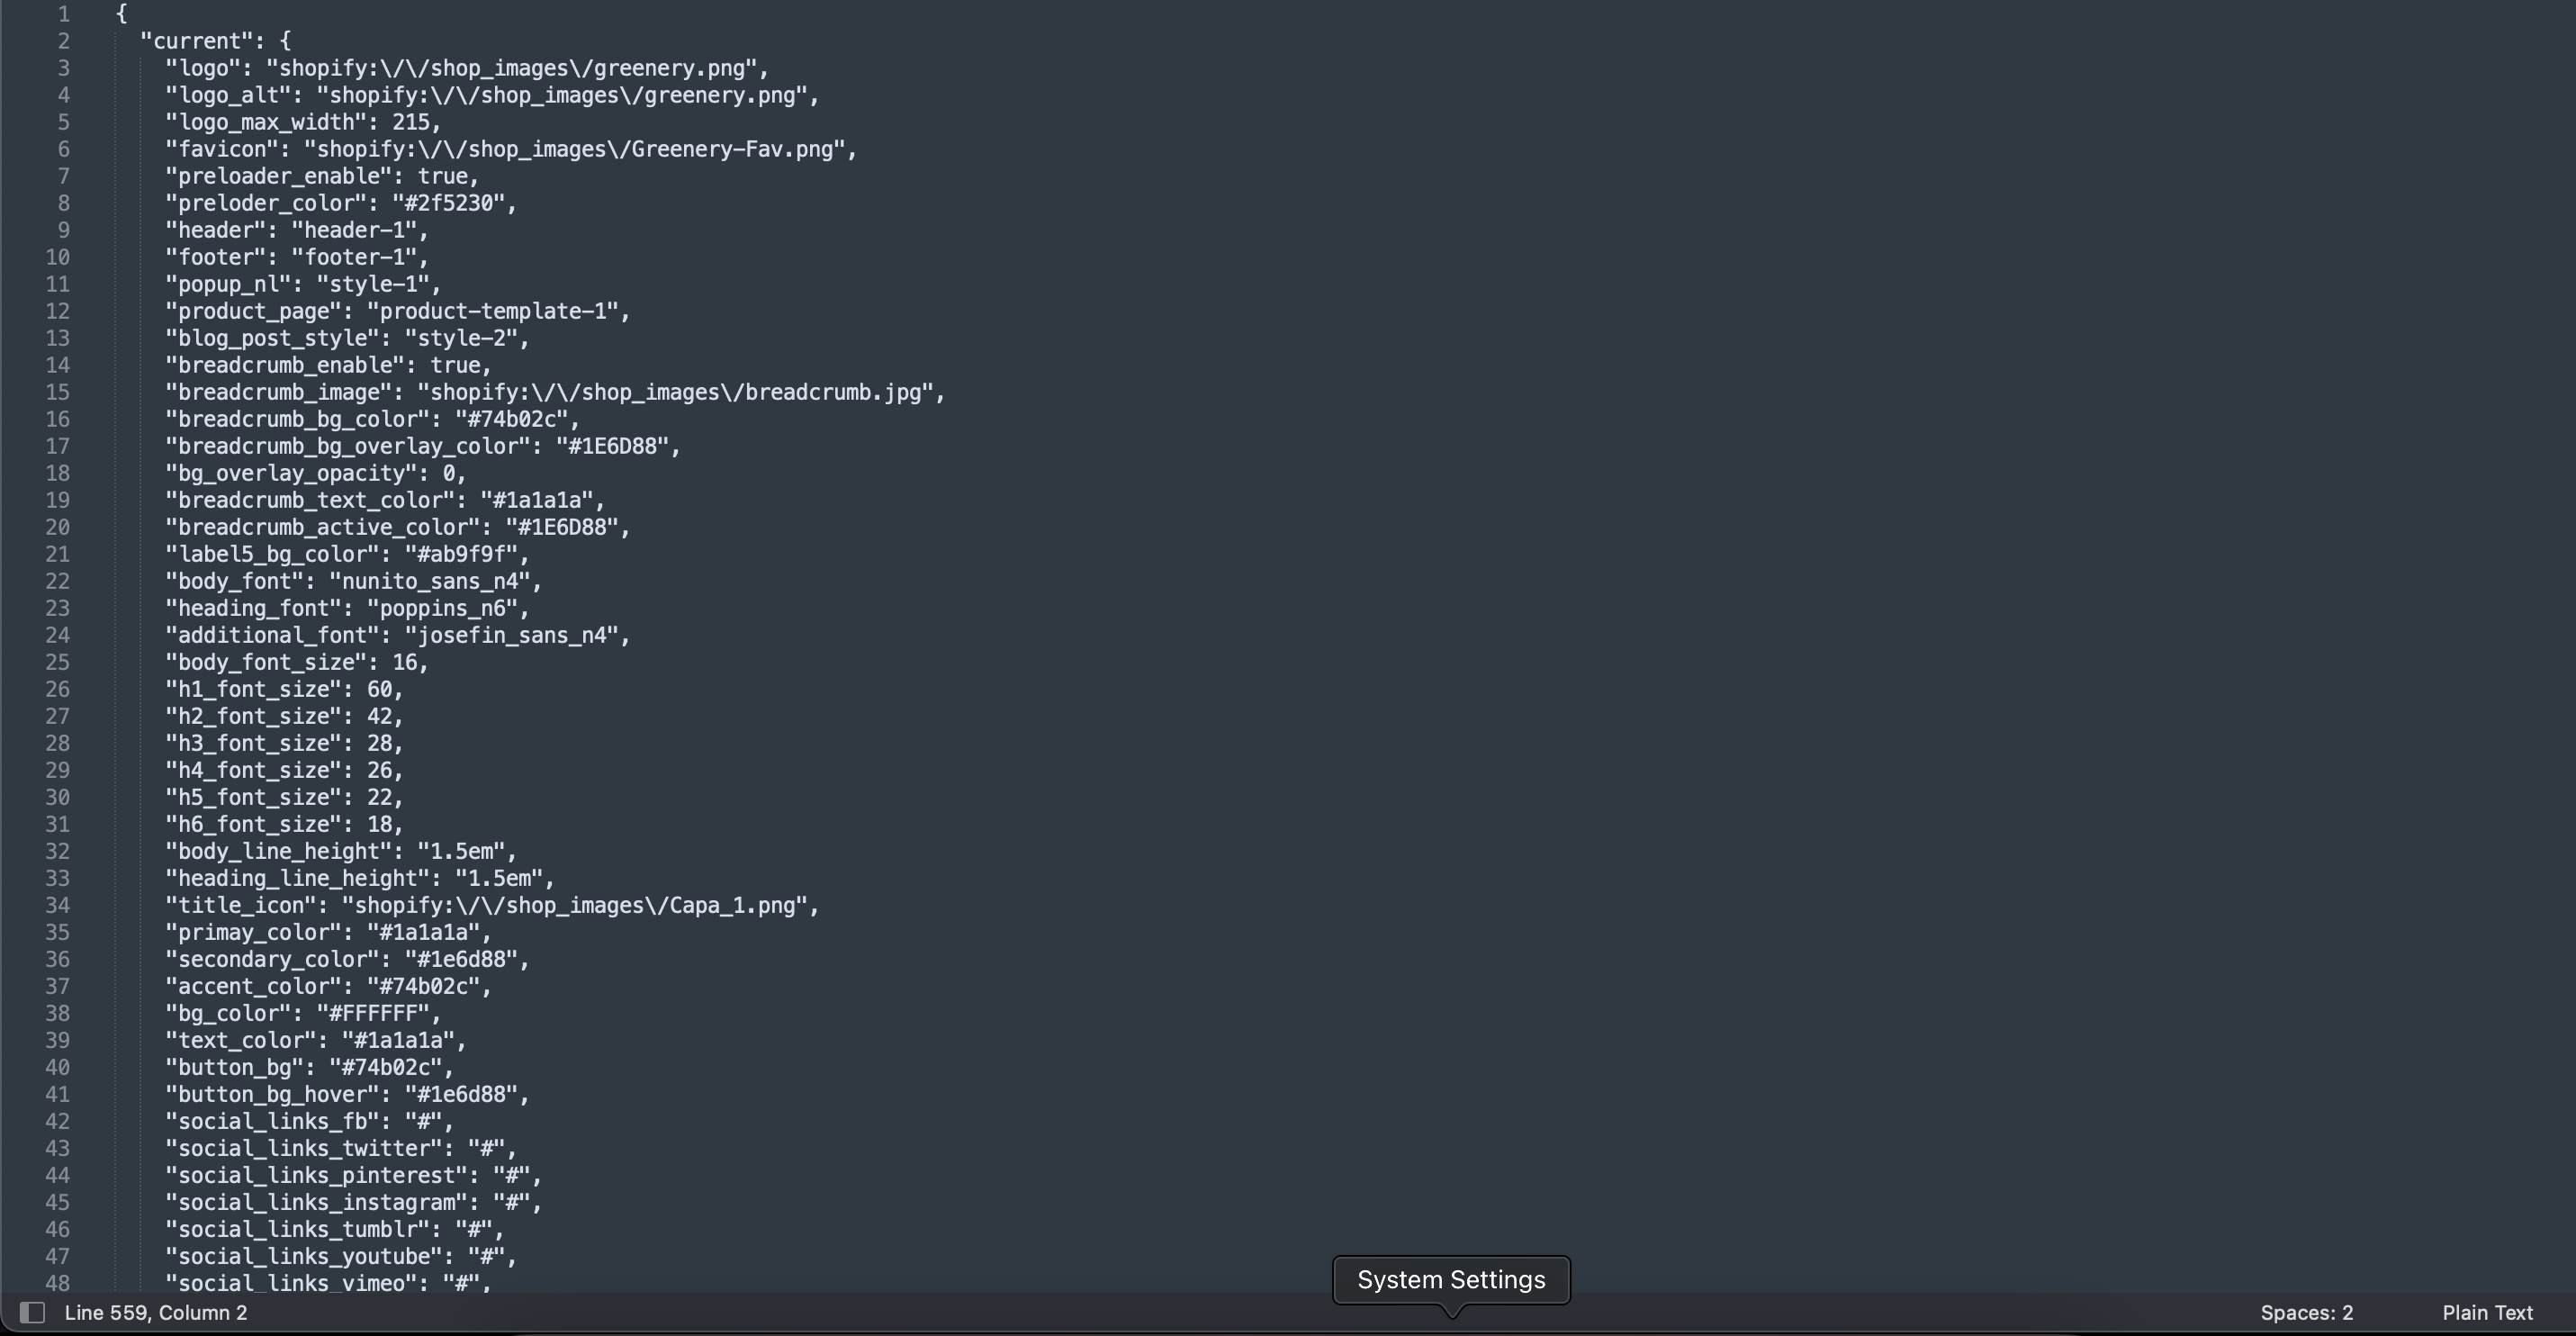 1 {
2 "current": {
3 "logo": "shopify:\/\/shop_images\/greenery.png",
4 "logo_alt": "shopify:\/\/shop_images\/greenery.png",
5 "logo_max_width": 215,
6 "favicon": "shopify:\/\/shop_images\/Greenery-Fav.png",
7 "preloader_enable": true,
8 "preloder_color": "#2f5230",
9 "header": "header-1",
10 "footer": "footer-1",
11 "popup_nl": "style-1",
12 "product_page": "product-template-1",
13 "blog_post_style": "style-2",
14 "breadcrumb_enable": true,
15 "breadcrumb_image": "shopify:\/\/shop_images\/breadcrumb.jpg",
16 "breadcrumb_bg_color": "#74b02c",
17 "breadcrumb_bg_overlay_color": "#1E6D88",
18 "bg_overlay_opacity": 0,
19 "breadcrumb_text_color": "#1a1a1a",
20 "breadcrumb_active_color": "#1E6D88",
21 "label5_bg_color": "#ab9f9f",
22 "body_font": "nunito_sans_n4",
23 "heading_font": "poppins_n6",
24 "additional_font": "josefin_sans_n4",
25 "body_font_size": 16,
26 "h1_font_size": 60,
27 "h2_font_size": 42,
28 "h3_font_size": 28,
29 "h4_font_size": 26,
30 "h5_font_size": 22,
31 "h6_font_size": 18,
32 "body_line_height": "1.5em",
33 "heading_line_height": "1.5em",
34 "title_icon": "shopify:\/\/shop_images\/Capa_1.png",
35 "primay_color": "#1a1a1a",
36 "secondary_color": "#1e6d88",
37 "accent_color": "#74b02c",
38 "bg_color": "#FFFFFF",
39 "text_color": "#1a1a1a",
40 "button_bg": "#74b02c",
41 "button_bg_hover": "#1e6d88",
42 "social_links_fb": "#",
43 "social_links_twitter": "#",
44 "social_links_pinterest": "#",
45 "social_links_instagram": "#",
46 "social_links_tumblr": "#",
47 "social_links_youtube": "#",
48 "social_links_vimeo": "#",
System Settings
Line 559, Column 2
Spaces: 2
Plain Text